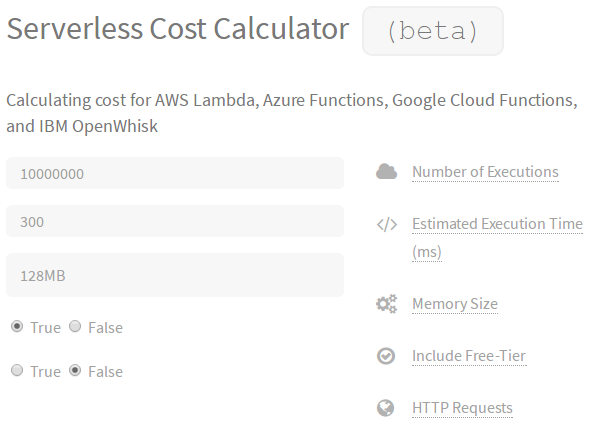 Serverless Cost Calculator (beta)
Calculating cost for AWS Lambda, Azure Functions, Google Cloud Functions,
and IBM OpenWhisk
10000000
Number of Executions
300
Estimated Execution Time
(ms)
128MB
Memory Size
True False
Include Free-Tier
True False
HTTP Requests